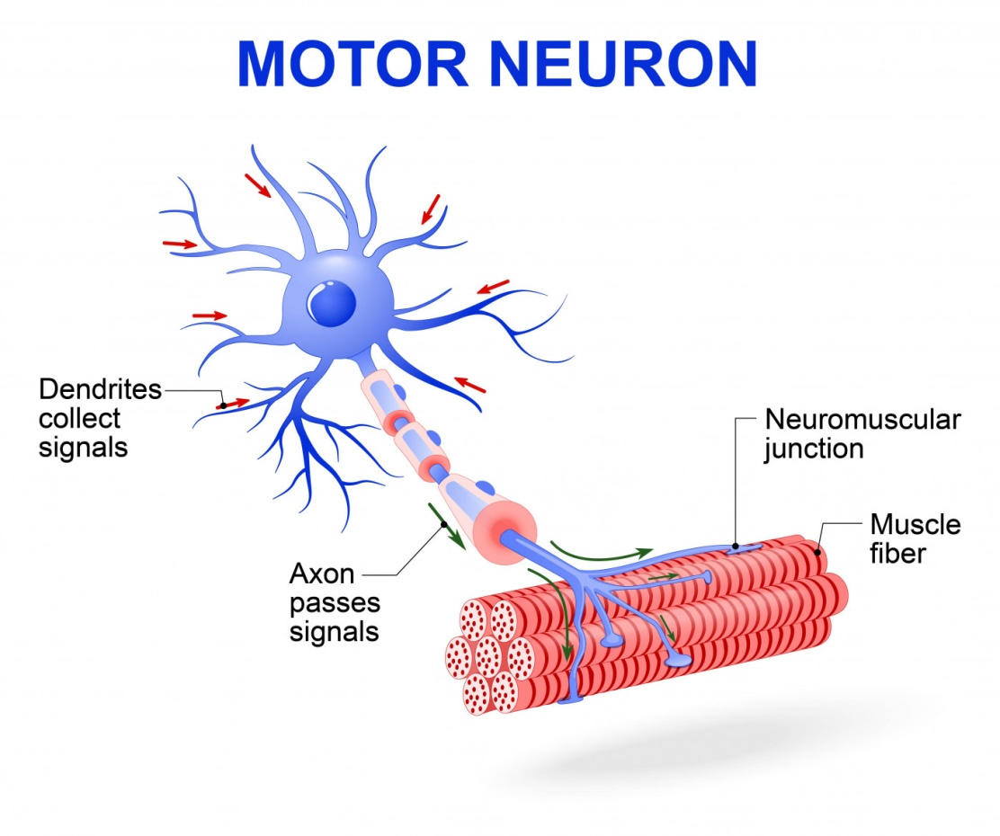 MOTOR NEURON
Dendrites
collect
signals
Neuromuscular
junction
Muscle
fiber
Axon
passes
signals